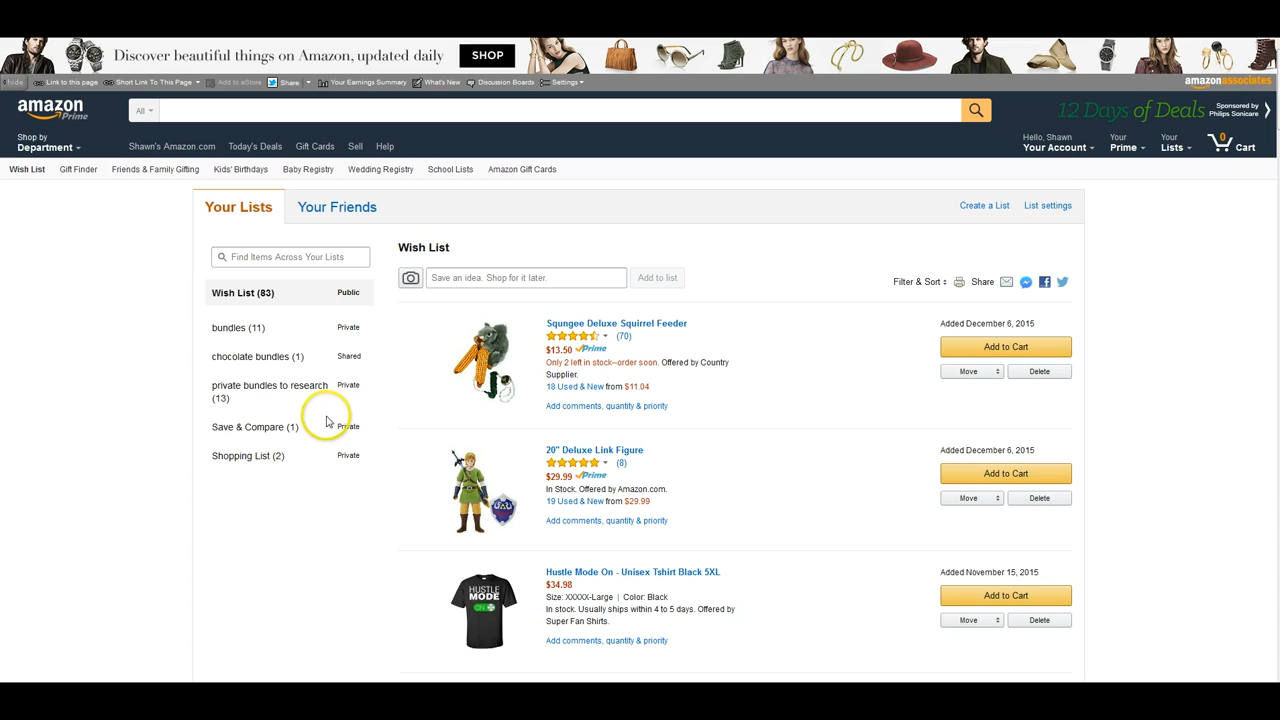 Discover beautiful things on Amazon, updated daily SHOP
hide Link to this page Short Link To This Page Add to aStore Share Your Earnings Summary What's New Discussion Boards Settings amazonassociates
amazon Prime All 12 Days of Deals Sponsored by Philips Sonicare
Shop by Department Shawn's Amazon.com Today's Deals Gift Cards Sell Help Hello, Shawn Your Account Your Prime Your Lists 0 Cart
Wish List Gift Finder Friends & Family Gifting Kids' Birthdays Baby Registry Wedding Registry School Lists Amazon Gift Cards
Your Lists Your Friends Create a List List settings
Find Items Across Your Lists
Wish List (83) Public
bundles (11) Private
chocolate bundles (1) Shared
private bundles to research (13) Private
Save & Compare (1) Private
Shopping List (2) Private
Wish List
Save an idea. Shop for it later. Add to list
Filter & Sort Share
Squngee Deluxe Squirrel Feeder
(70)
$13.50 Prime
Only 2 left in stock--order soon. Offered by Country
Supplier.
18 Used & New from $11.04
Add comments, quantity & priority
Added December 6, 2015
Add to Cart
Move Delete
20" Deluxe Link Figure
(8)
$29.99 Prime
In Stock. Offered by Amazon.com.
19 Used & New from $29.99
Add comments, quantity & priority
Added December 6, 2015
Add to Cart
Move Delete
HUSTLE
MODE
ON
Hustle Mode On - Unisex Tshirt Black 5XL
$34.98
Size: XXXXX-Large | Color: Black
In stock. Usually ships within 4 to 5 days. Offered by
Super Fan Shirts.
Add comments, quantity & priority
Added November 15, 2015
Add to Cart
Move Delete